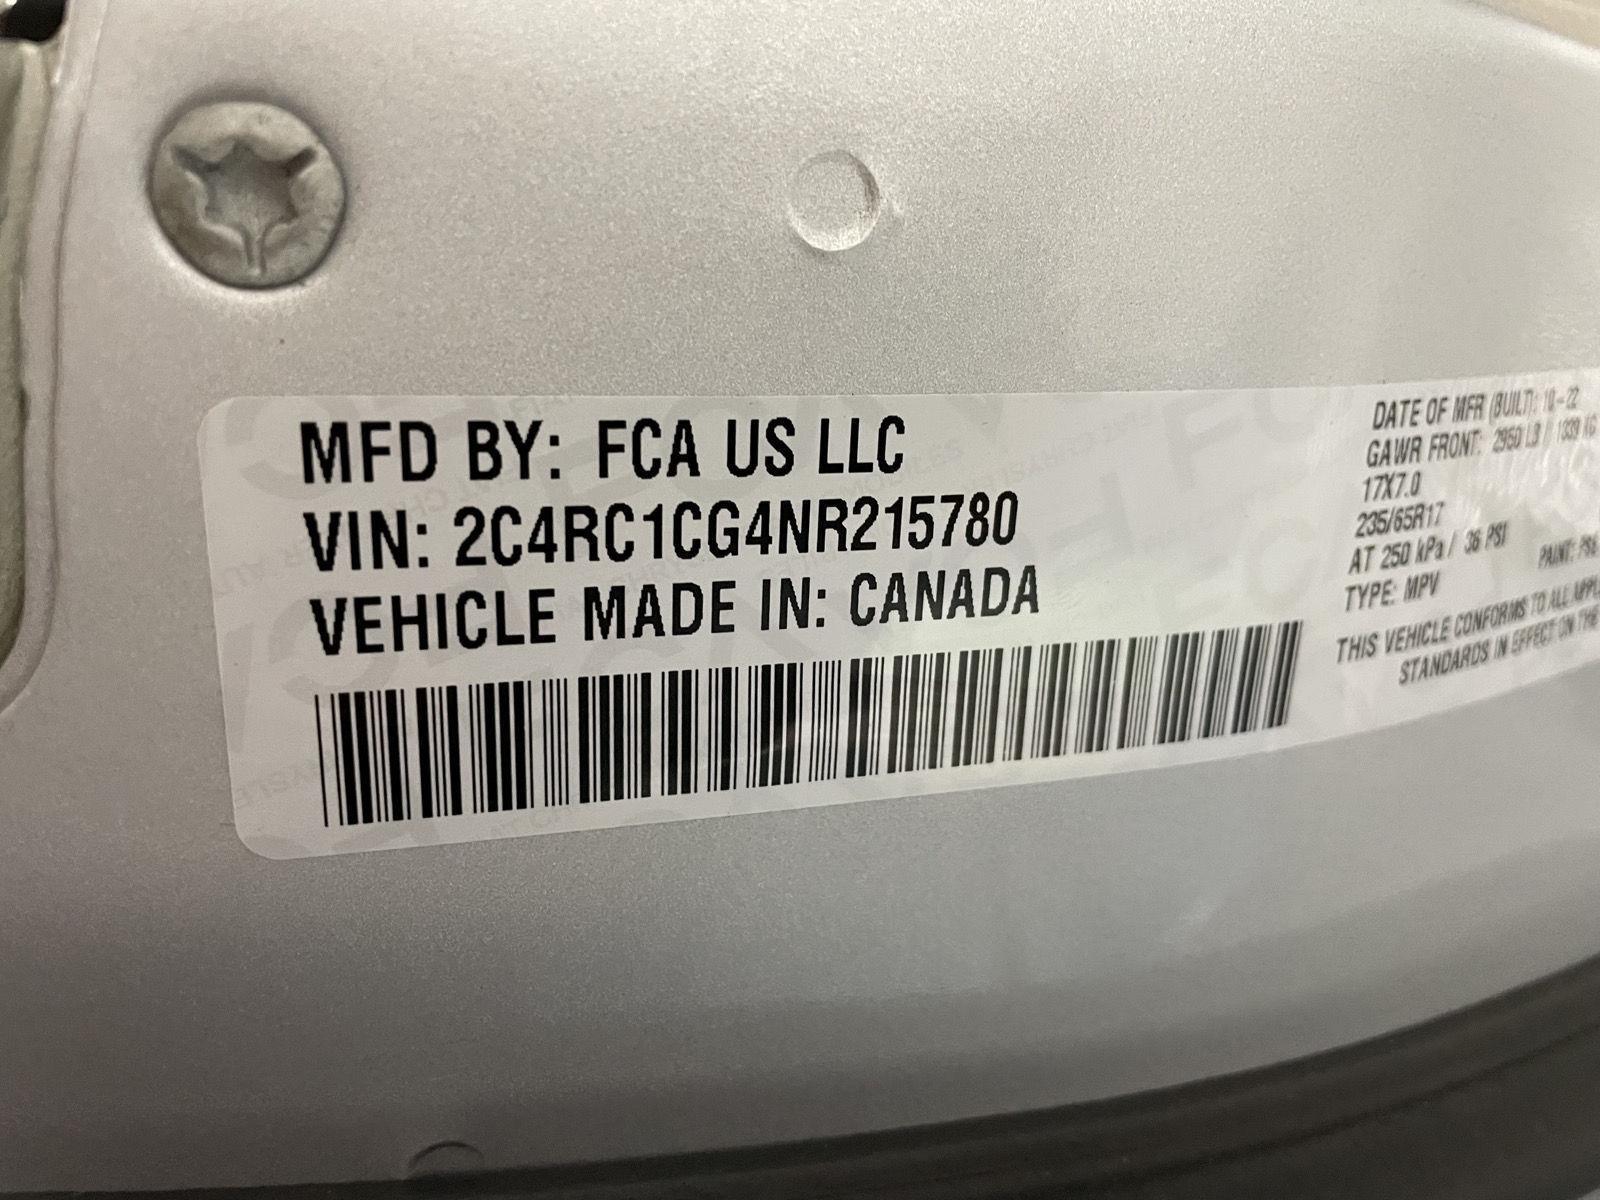 MFD BY: FCA US LLC
VIN: 2C4RC1CG4NR215780
VEHICLE MADE IN: CANADA
DATE OF MFR (BUILT): 10-22
GAWR FRONT: 2950 LB / 1339 KG
17X7.0
235/65R17
AT 250 kPa / 36 PSI
TYPE: MPV PAINT:
THIS VEHICLE CONFORMS TO ALL
STANDARDS IN EFFECT ON THE